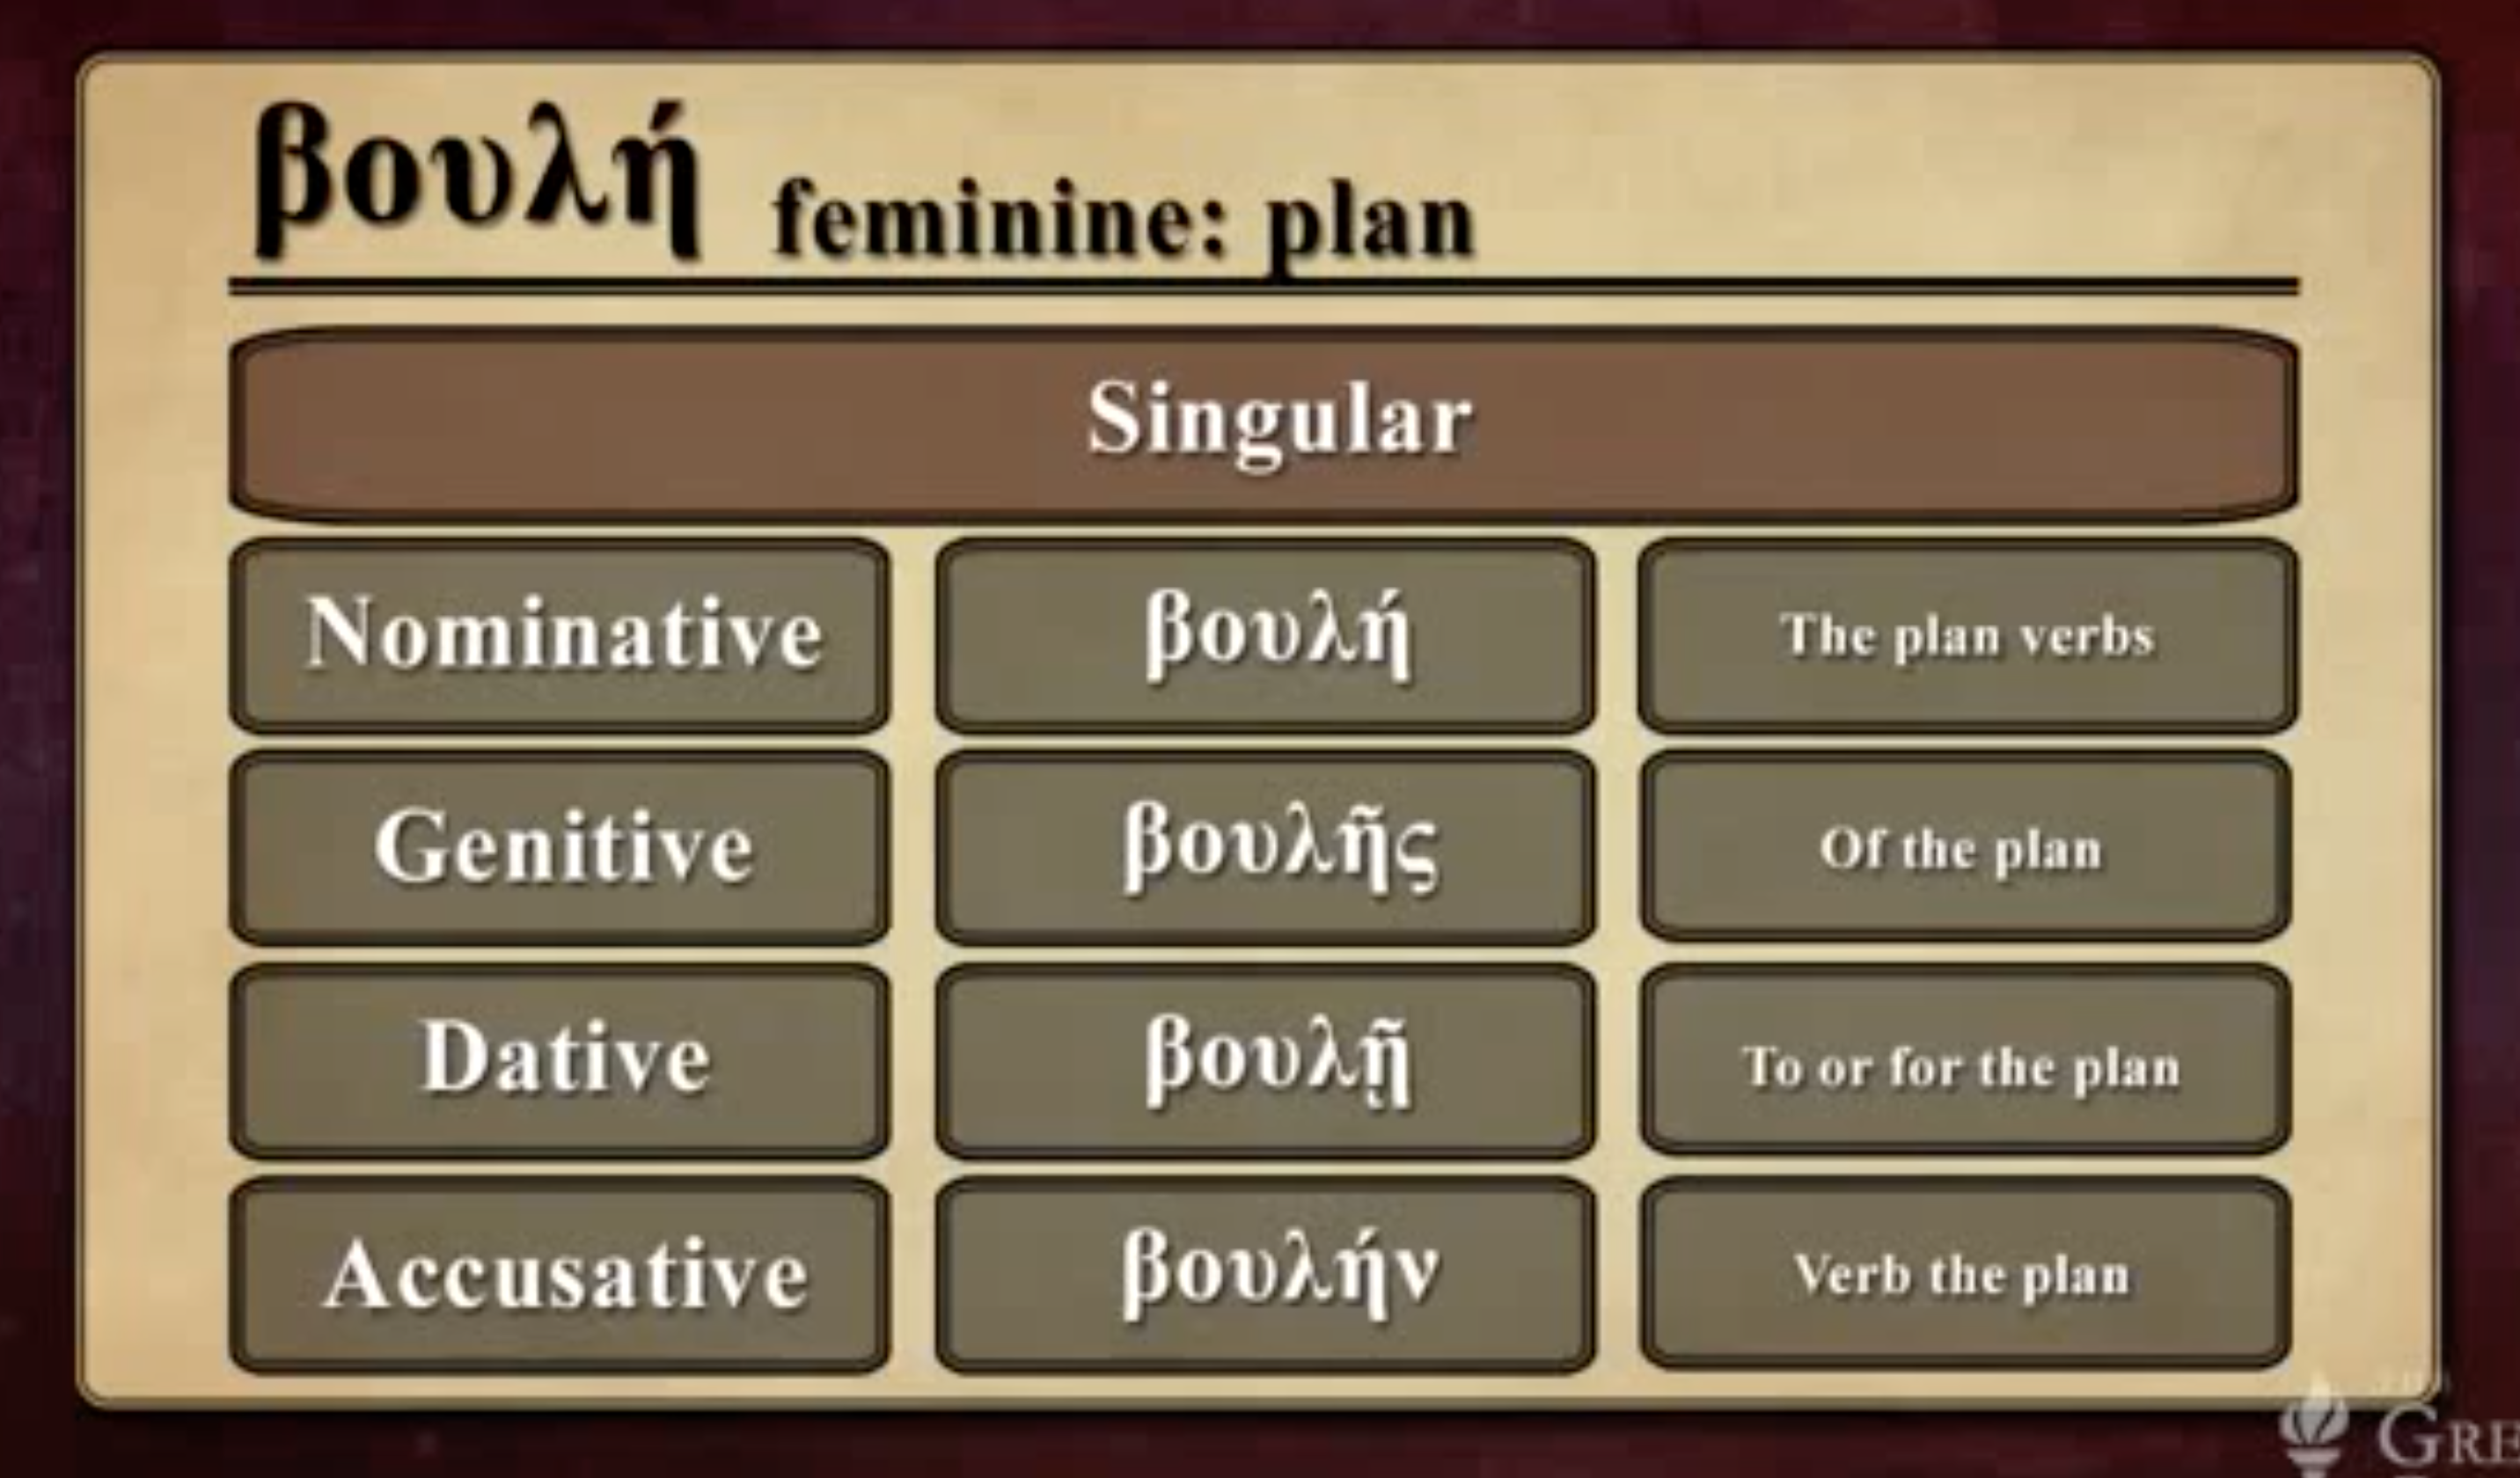 βουλή feminine: plan
Singular
Nominative βουλή The plan verbs
Genitive βουλῆς Of the plan
Dative βουλῇ To or for the plan
Accusative βουλήν Verb the plan